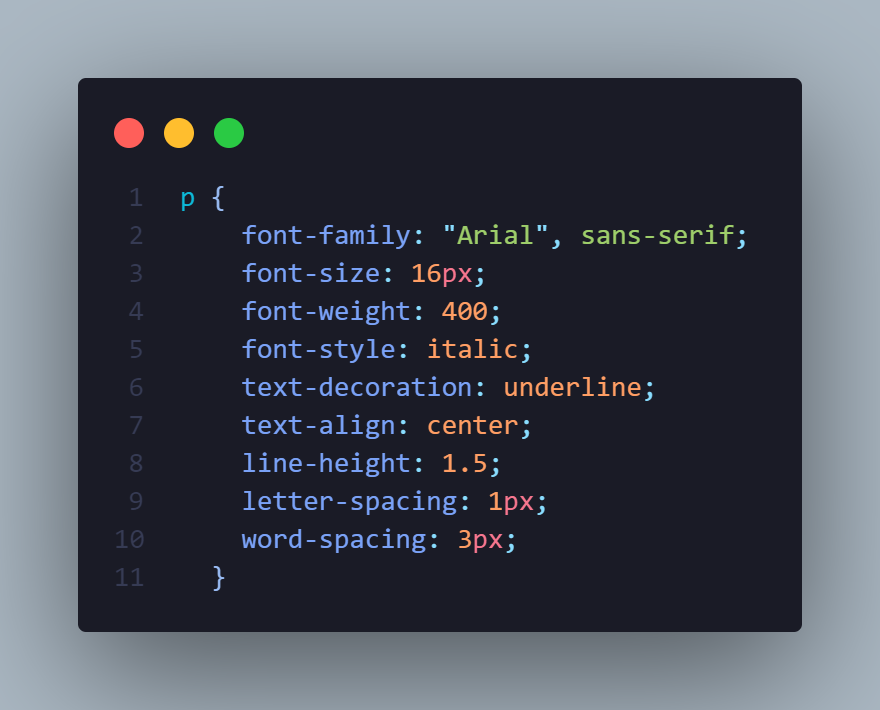 1 p {
2 font-family: "Arial", sans-serif;
3 font-size: 16px;
4 font-weight: 400;
5 font-style: italic;
6 text-decoration: underline;
7 text-align: center;
8 line-height: 1.5;
9 letter-spacing: 1px;
10 word-spacing: 3px;
11 }